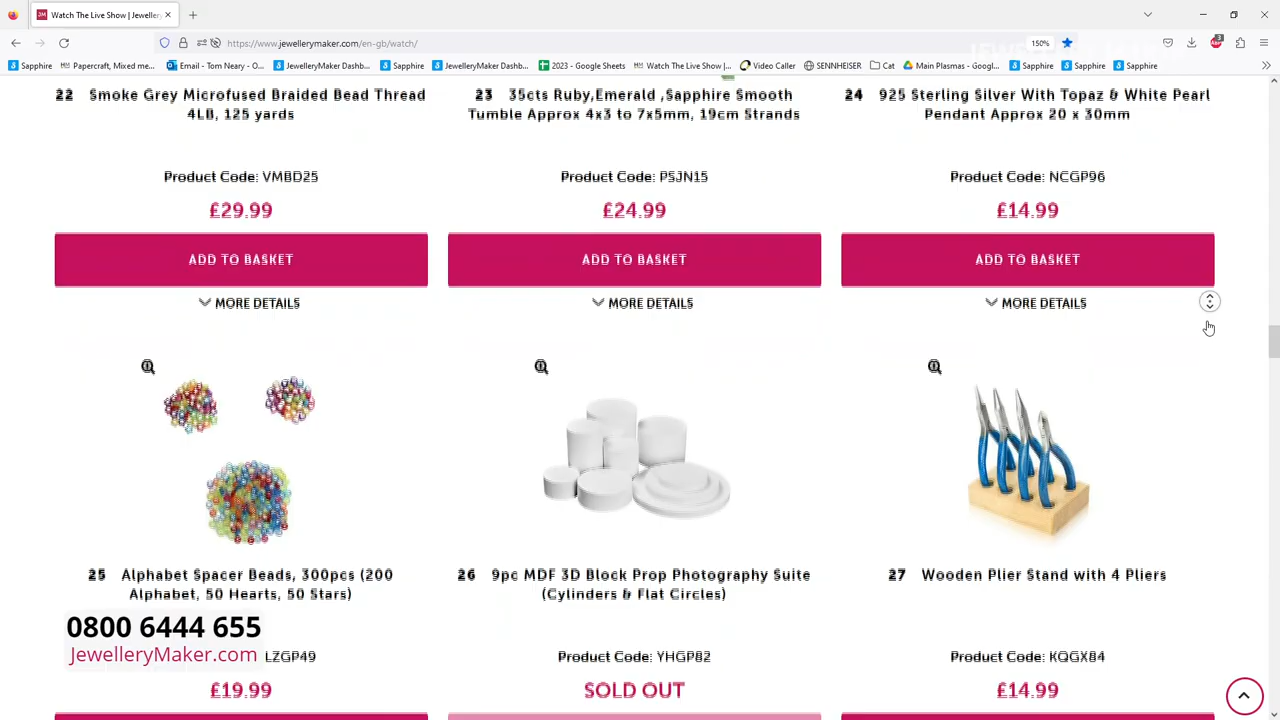 Watch The Live Show | Jeweller
https://www.jewellerymaker.com/en-gb/watch/
150%
3
Sapphire
Papercraft, Mixed me...
Email - Tom Neary - O...
JewelleryMaker Dashb...
Sapphire
JewelleryMaker Dashb...
2023 - Google Sheets
Watch The Live Show |...
Video Caller
SENNHEISER
Cat
Main Plasmas - Googl...
Sapphire
Sapphire
Sapphire
22 Smoke Grey Microfused Braided Bead Thread
4LB, 125 yards
Product Code: VMBD25
£29.99
ADD TO BASKET
MORE DETAILS
23 35cts Ruby,Emerald ,Sapphire Smooth
Tumble Approx 4x3 to 7x5mm, 19cm Strands
Product Code: PSJN15
£24.99
ADD TO BASKET
MORE DETAILS
24 925 Sterling Silver With Topaz & White Pearl
Pendant Approx 20 x 30mm
Product Code: NCGP96
£14.99
ADD TO BASKET
MORE DETAILS
25 Alphabet Spacer Beads, 300pcs (200
Alphabet, 50 Hearts, 50 Stars)
0800 6444 655
JewelleryMaker.com
LZGP49
£19.99
26 9pc MDF 3D Block Prop Photography Suite
(Cylinders & Flat Circles)
Product Code: YHGP82
SOLD OUT
27 Wooden Plier Stand with 4 Pliers
Product Code: KQGX84
£14.99